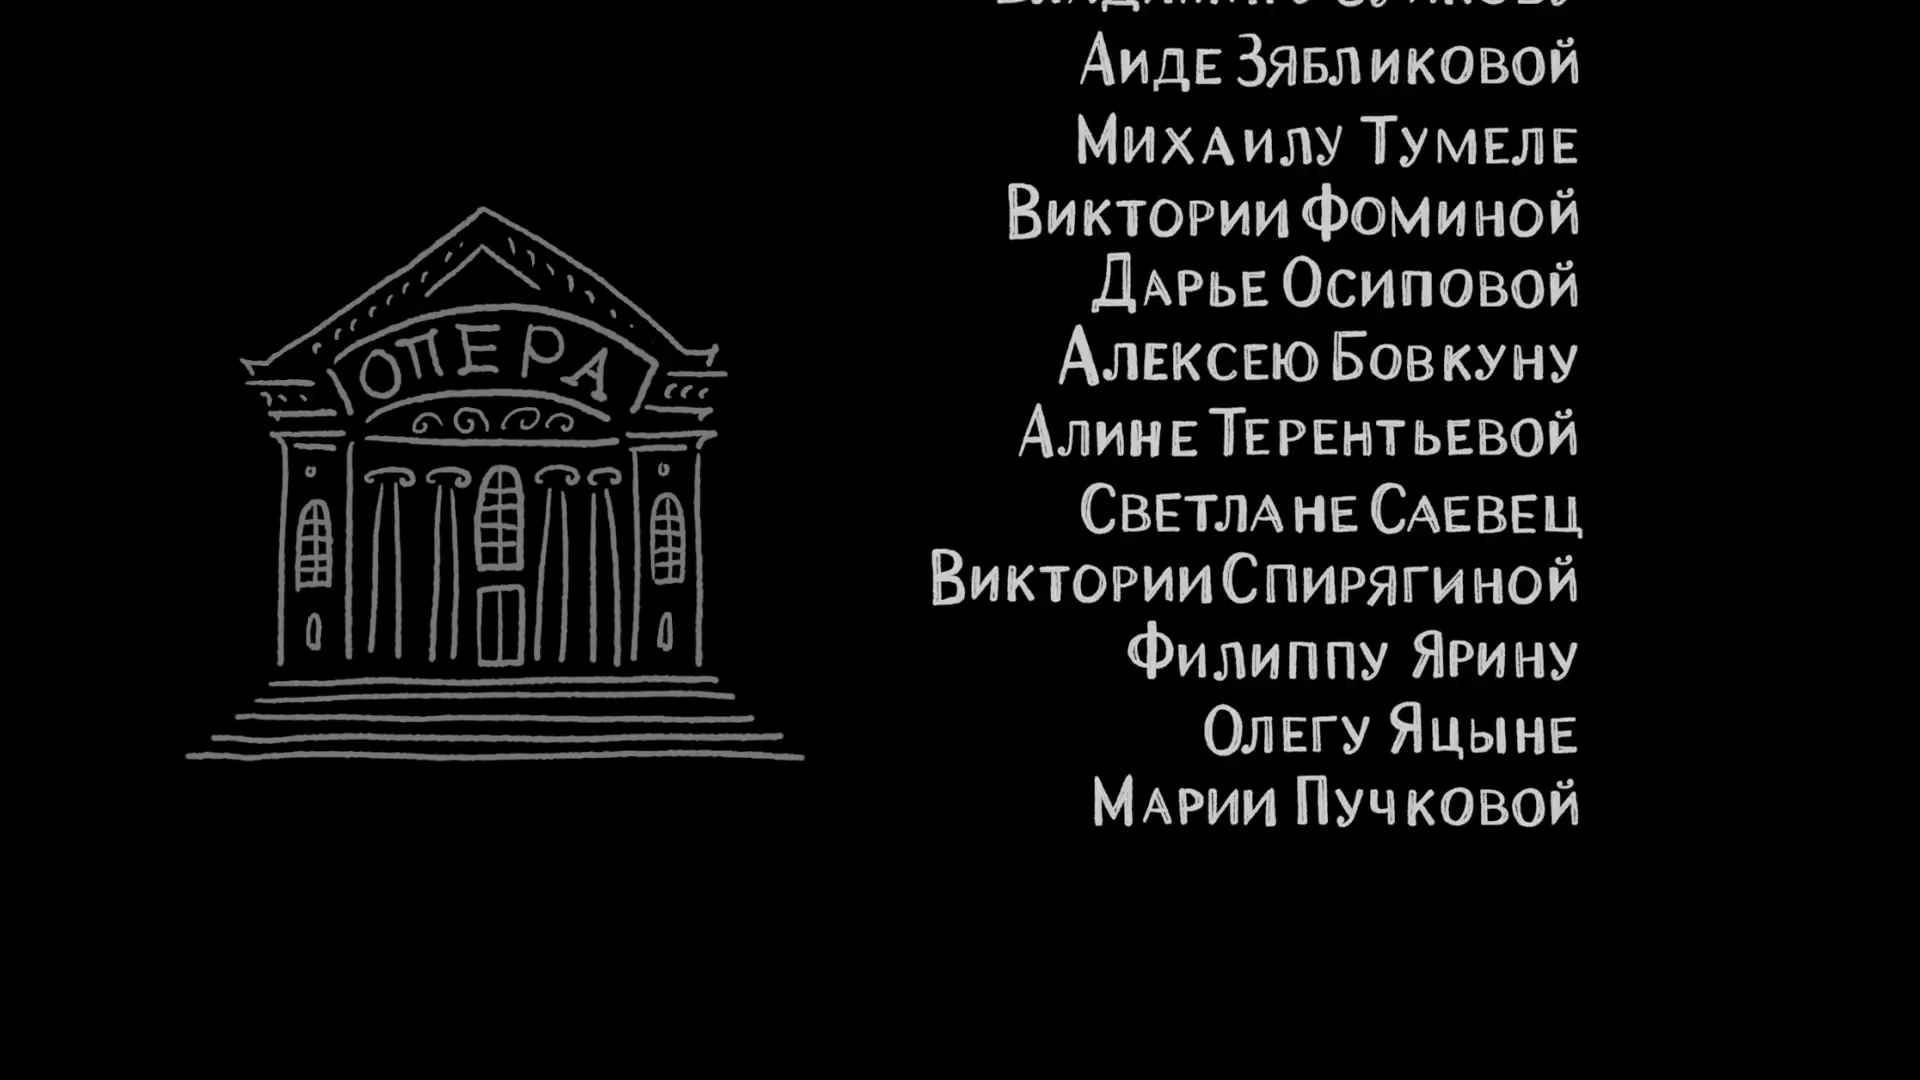 Аиде Зябликовой
Михаилу Тумеле
Виктории Фоминой
Дарье Осиповой
Алексею Бовкуну
Алине Терентьевой
Светлане Саевец
Виктории Спирягиной
Филиппу Ярину
Олегу Яцыне
Марии Пучковой
ОПЕРА